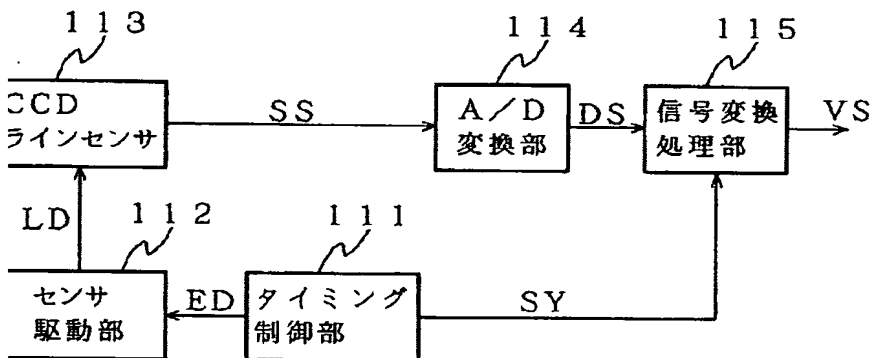 113
114
115
CCD
ラインセンサ
SS
A/D
変換部
DS
信号変換
処理部
VS
LD
112
111
センサ
駆動部
ED
タイミング
制御部
SY